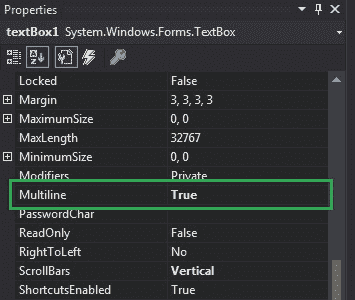 Properties
textBox1 System.Windows.Forms.TextBox
Locked False
Margin 3, 3, 3, 3
MaximumSize 0, 0
MaxLength 32767
MinimumSize 0, 0
Modifiers Private
Multiline True
PasswordChar
ReadOnly False
RightToLeft No
ScrollBars Vertical
ShortcutsEnabled True